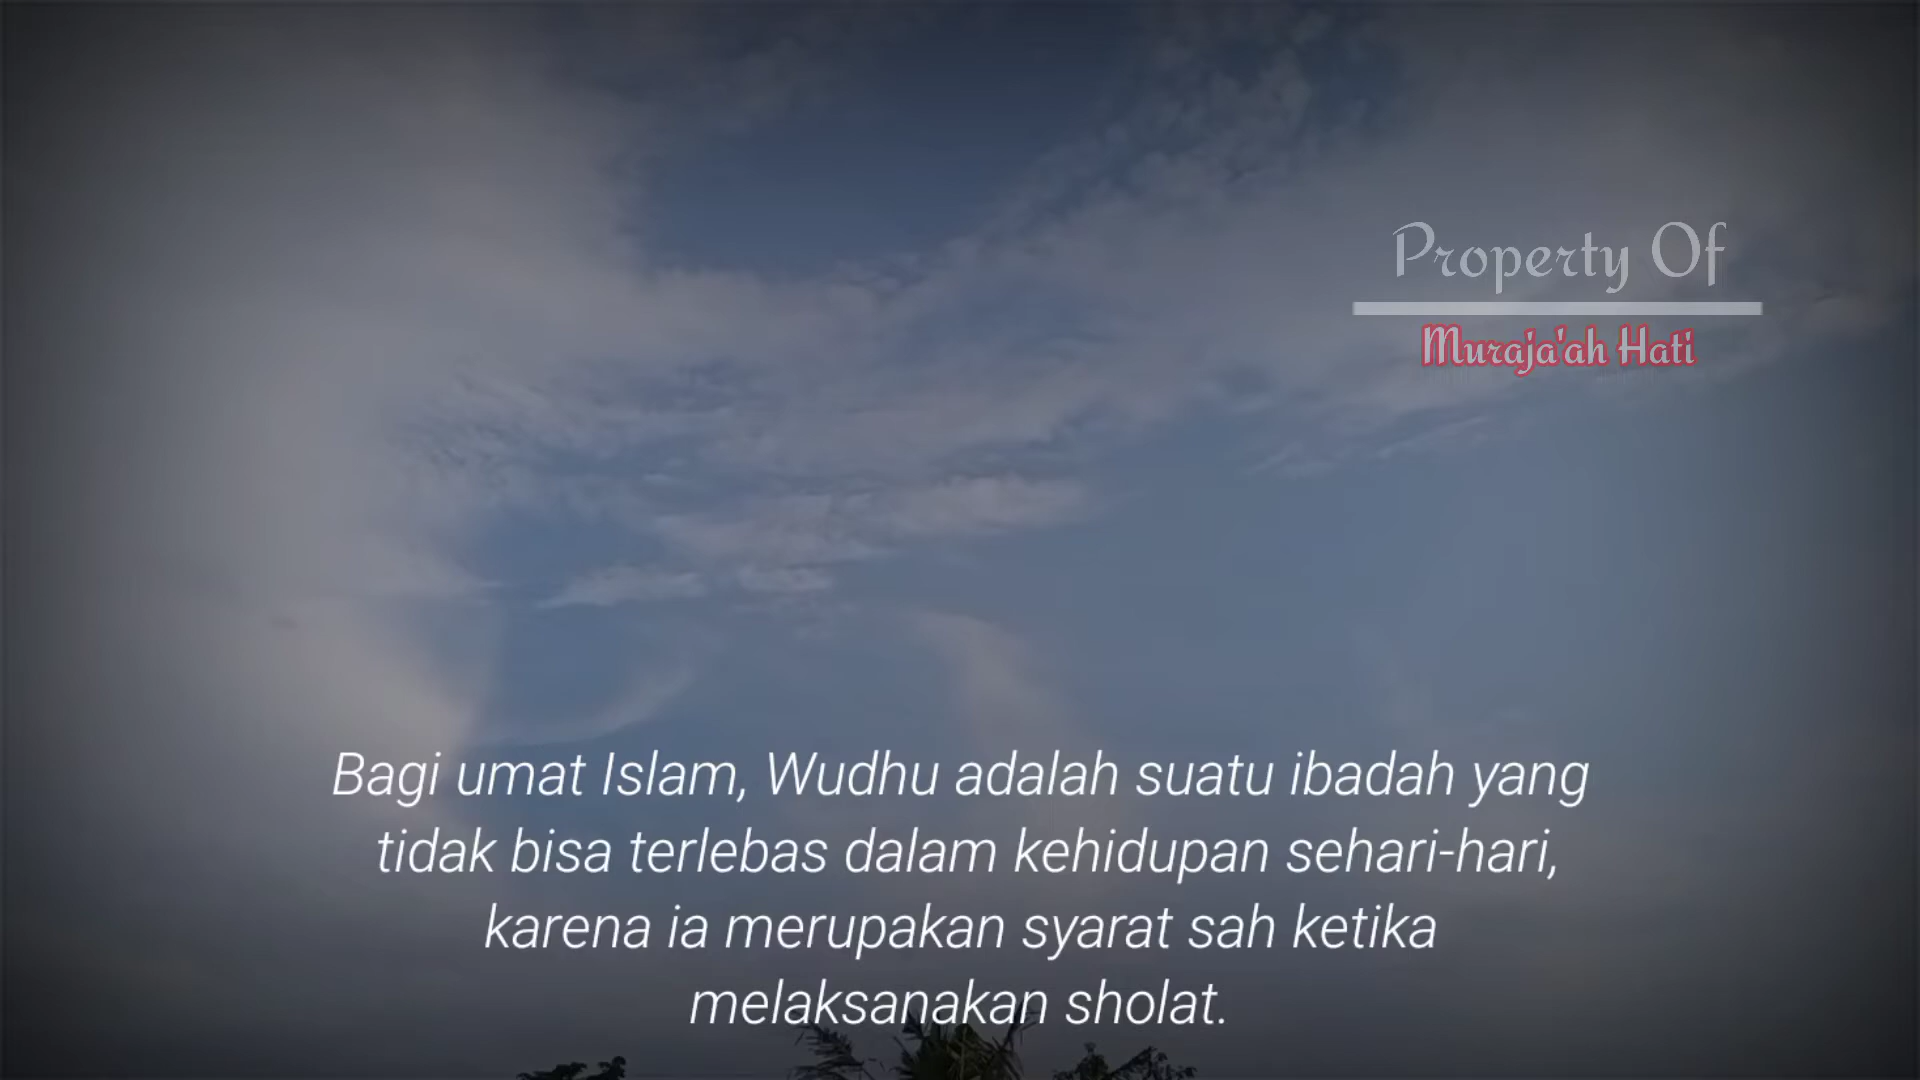 Property Of
Muraja'ah Hati
Bagi umat Islam, Wudhu adalah suatu ibadah yang
tidak bisa terlebas dalam kehidupan sehari-hari,
karena ia merupakan syarat sah ketika
melaksanakan sholat.